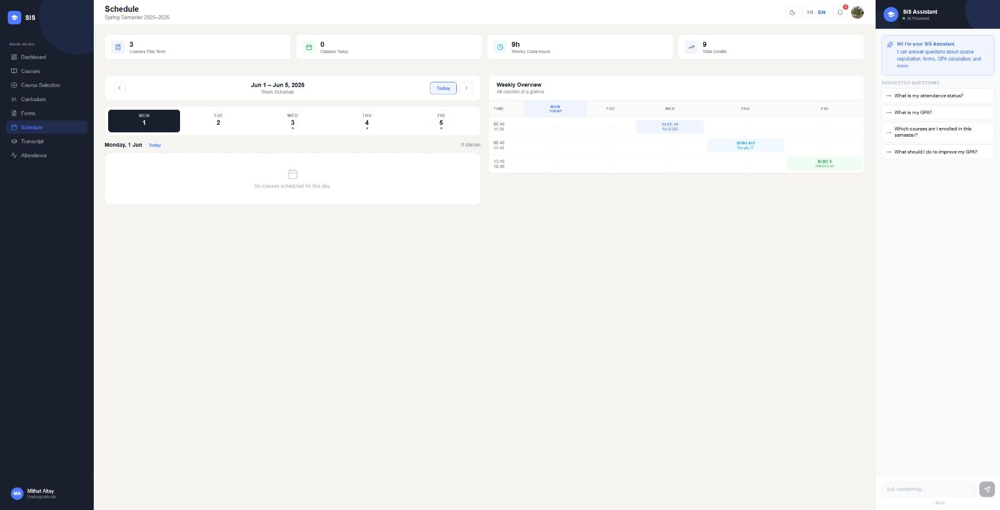 SIS
MAIN MENU
Dashboard
Courses
Course Selection
Curriculum
Forms
Schedule
Transcript
Attendance
MA
Mithat Altay
Undergraduate
Schedule
Spring Semester 2025–2026
TR / EN
3
3
Courses This Term
0
Classes Today
9h
Weekly Class Hours
9
Total Credits
Jun 1 – Jun 5, 2026
Week Schedule
Today
MON TUE WED THU FRI
1 2 3 4 5
Monday, 1 Jun Today 0 classes
No classes scheduled for this day.
Weekly Overview
All courses at a glance
TIME MON TUE WED THU FRI
TODAY
08:40 — — ELEC 12 — —
11:30 Rm B-303
08:40 — — — SENG 422 —
11:40
13:40 — — — — ELEC 3
16:30
SIS Assistant
AI Powered
Hi! I'm your SIS Assistant.
I can answer questions about course
registration, forms, GPA calculation, and
more.
SUGGESTED QUESTIONS
→ What is my attendance status?
→ What is my GPA?
→ Which courses am I enrolled in this
semester?
→ What should I do to improve my GPA?
Ask something...
Send